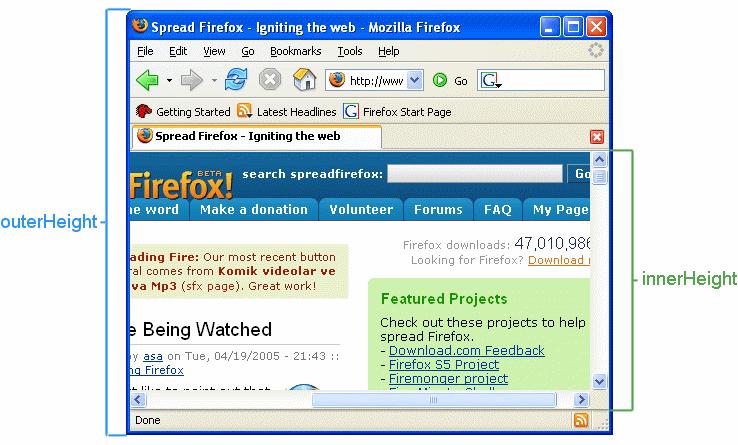 Spread Firefox - Igniting the web - Mozilla Firefox
File Edit View Go Bookmarks Tools Help
http://www Go G
Getting Started Latest Headlines G Firefox Start Page
Spread Firefox - Igniting the web
outerHeight
innerHeight
Firefox! BETA search spreadfirefox: Go
he word Make a donation Volunteer Forums FAQ My Page
ading Fire: Our most recent button
ral comes from Komik videolar ve
va Mp3 (sfx page). Great work!
Firefox downloads: 47,010,986
Looking for Firefox? Download
Featured Projects
Check out these projects to help
spread Firefox.
- Download.com Feedback
- Firefox S5 Project
- Firemonger project
e Being Watched
by asa on Tue, 04/19/2005 - 21:43 ::
ng Firefox
Done